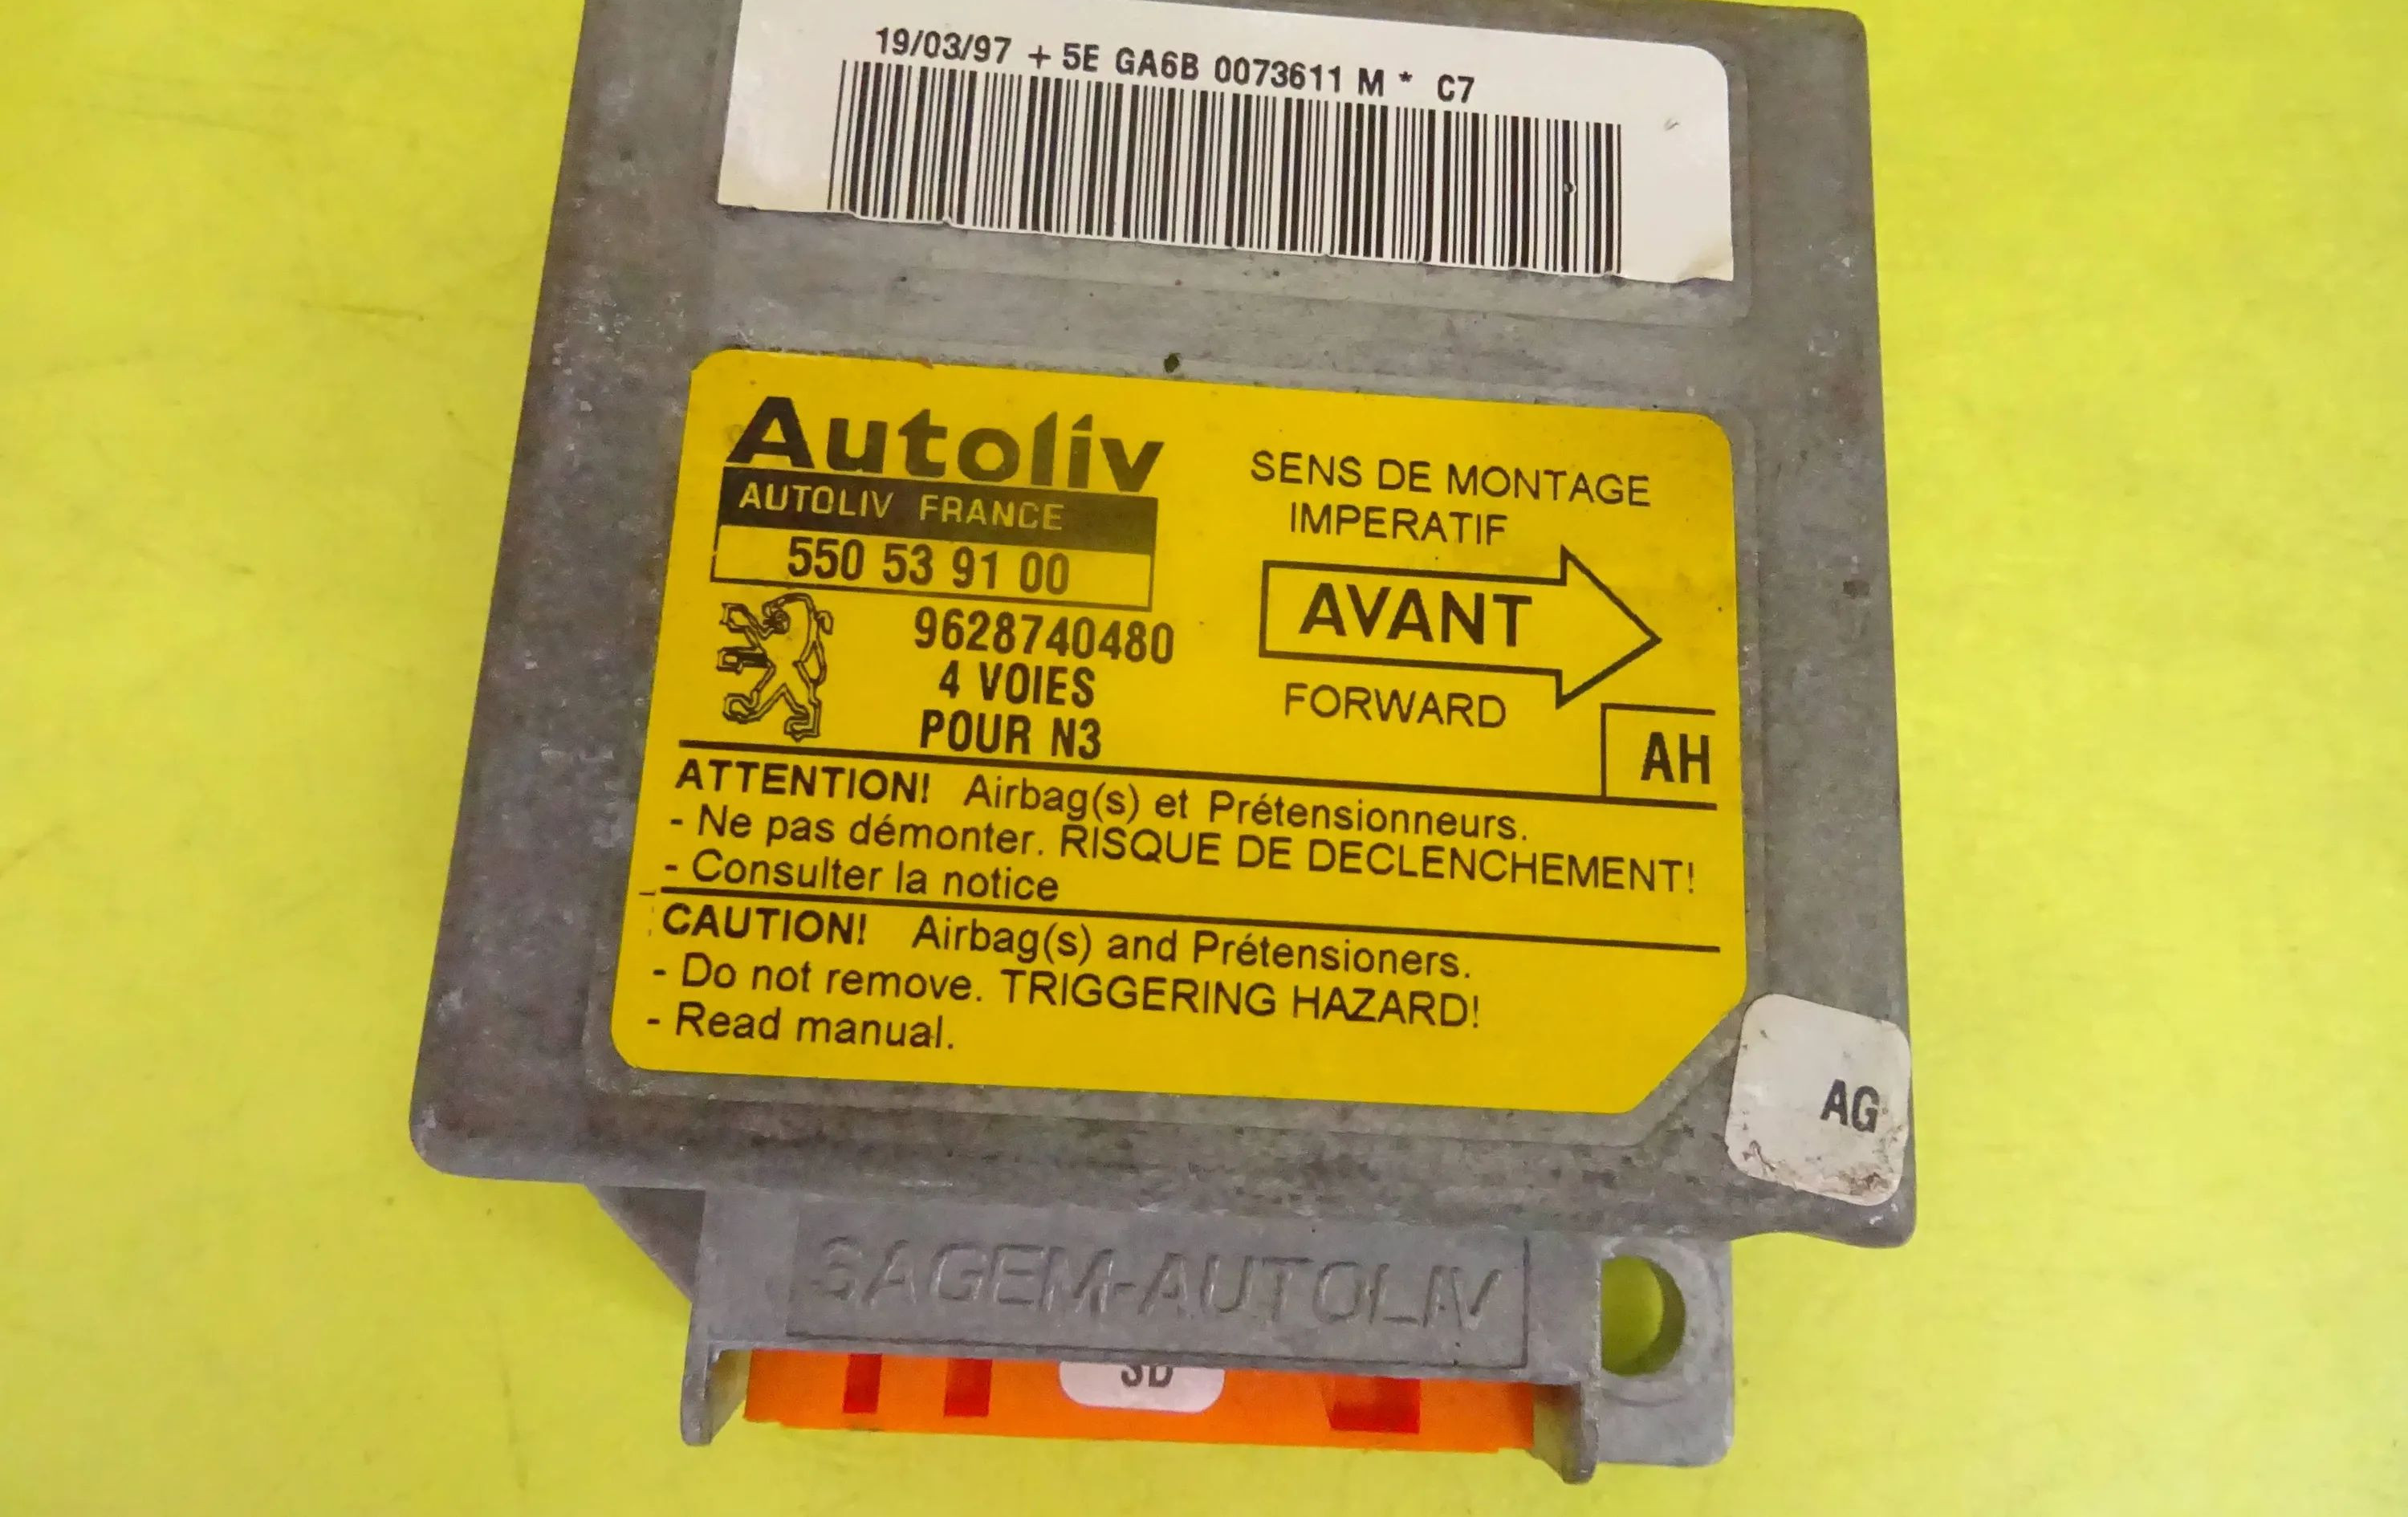 19/03/97 + 5E GA6B 0073611 M * C7
Autoliv
AUTOLIV FRANCE
550 53 91 00
9628740480
4 VOIES
POUR N3
SENS DE MONTAGE
IMPERATIF
AVANT
FORWARD
AH
ATTENTION! Airbag(s) et Prétensionneurs.
- Ne pas démonter. RISQUE DE DECLENCHEMENT!
- Consulter la notice
CAUTION! Airbag(s) and Prétensioners.
- Do not remove. TRIGGERING HAZARD!
- Read manual.
AG
SAGEM-AUTOLIV